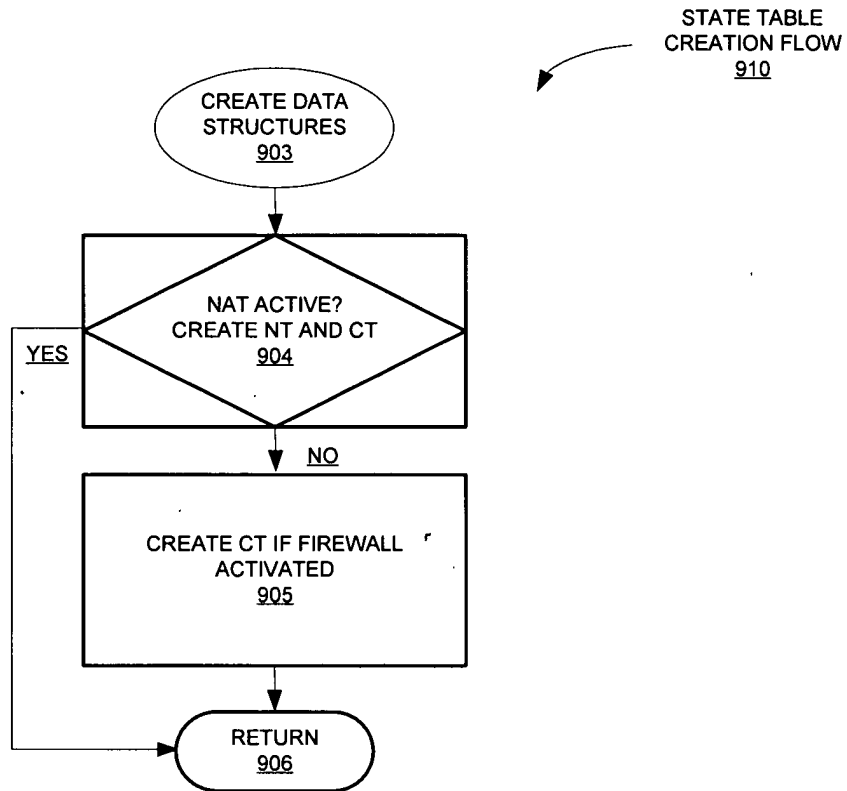 STATE TABLE
CREATION FLOW
910
CREATE DATA
STRUCTURES
903
NAT ACTIVE?
CREATE NT AND CT
904
YES
NO
CREATE CT IF FIREWALL
ACTIVATED
905
RETURN
906